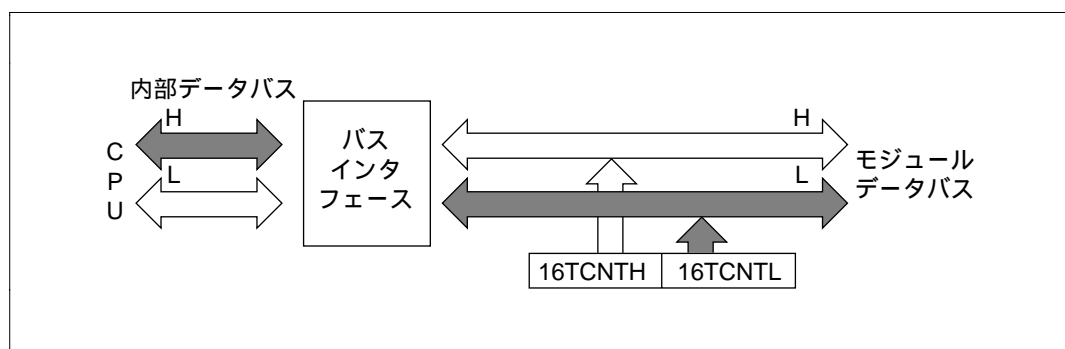 内部データバス
H
L
CPU
バス
インタ
フェース
H
L
モジュール
データバス
16TCNTH
16TCNTL